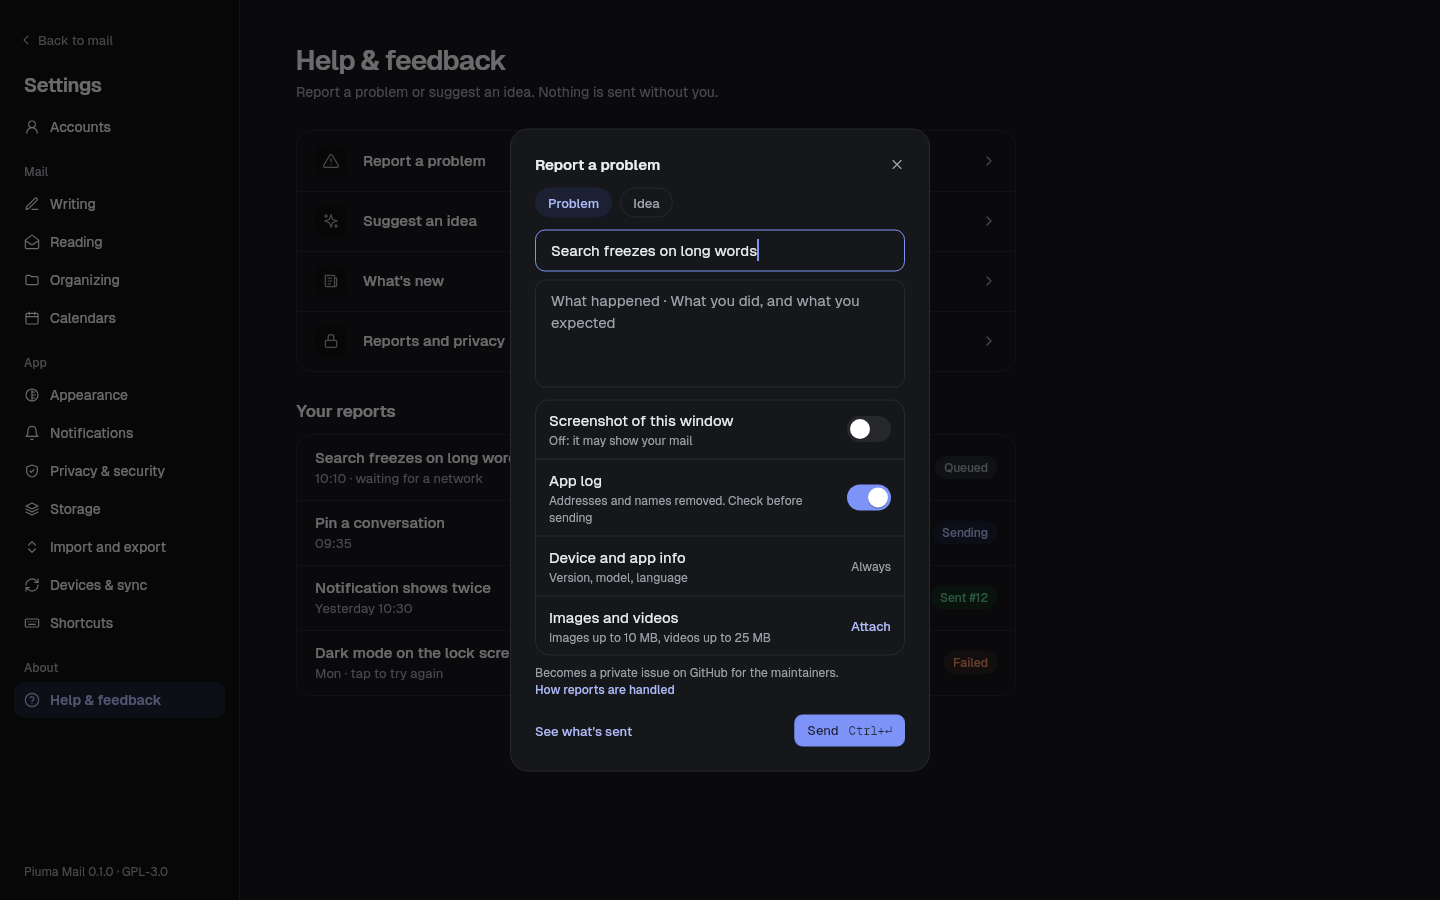 Back to mail
Settings
Accounts
Mail
Writing
Reading
Organizing
Calendars
App
Appearance
Notifications
Privacy & security
Storage
Import and export
Devices & sync
Shortcuts
About
Help & feedback
Piuma Mail 0.1.0 · GPL-3.0
Help & feedback
Report a problem or suggest an idea. Nothing is sent without you.
Report a problem
Suggest an idea
What's new
Reports and privacy
Your reports
Search freezes on long wor
10:10 · waiting for a network
Queued
Pin a conversation
09:35
Sending
Notification shows twice
Yesterday 10:30
Sent #12
Dark mode on the lock scre
Mon · tap to try again
Failed
Report a problem
Problem
Idea
Search freezes on long words
What happened · What you did, and what you
expected
Screenshot of this window
Off: it may show your mail
App log
Addresses and names removed. Check before
sending
Device and app info
Version, model, language
Always
Images and videos
Images up to 10 MB, videos up to 25 MB
Attach
Becomes a private issue on GitHub for the maintainers.
How reports are handled
See what's sent
Send Ctrl+↵